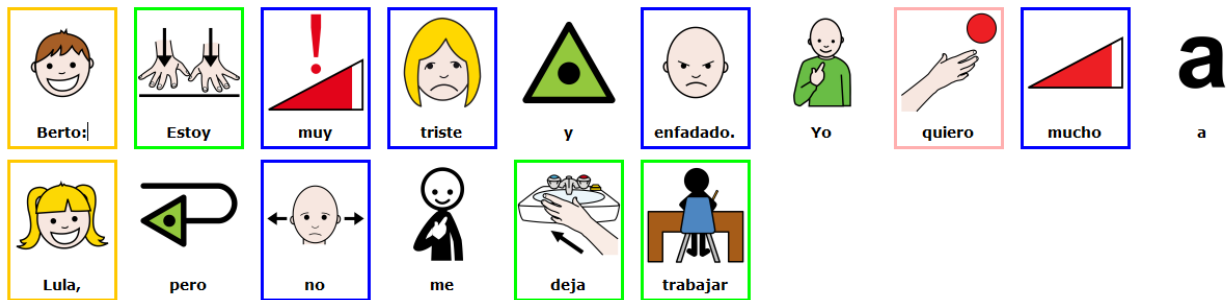 Berto: Estoy muy triste y enfadado. Yo quiero mucho a
Lula, pero no me deja trabajar